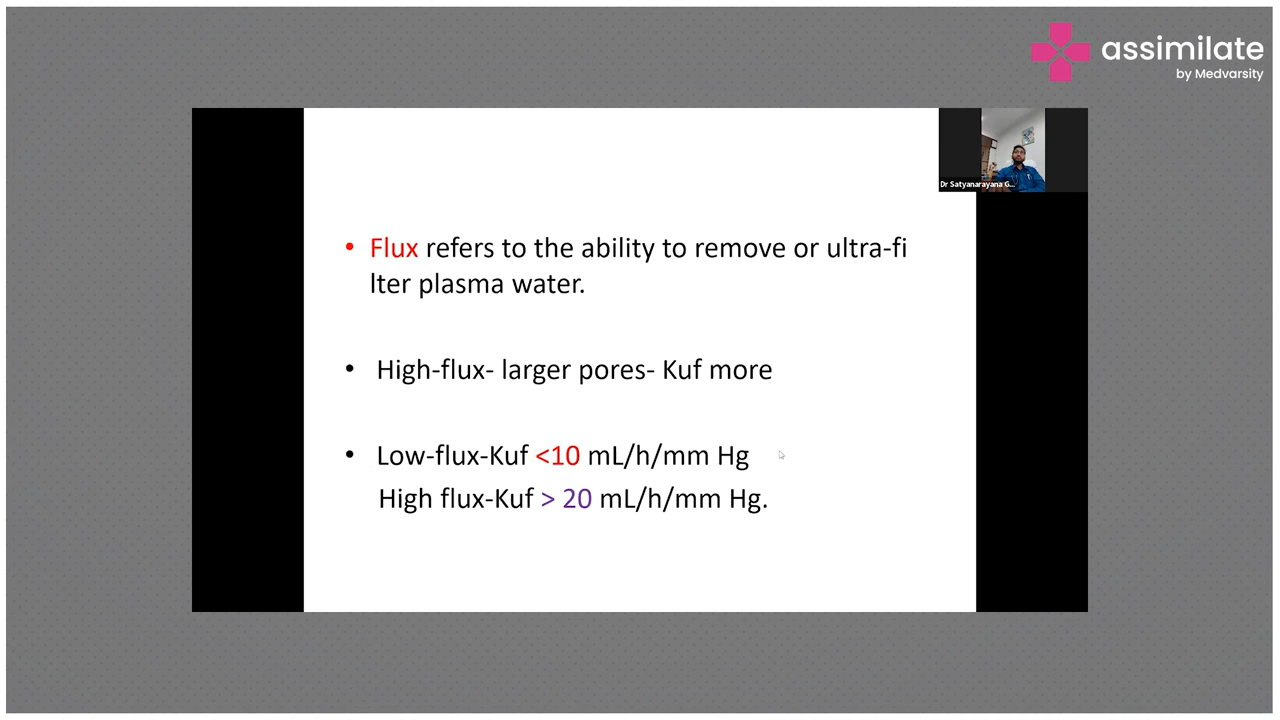 assimilate
by Medvarsity
Dr Satyanarayana G...
• Flux refers to the ability to remove or ultra-fi
lter plasma water.
• High-flux- larger pores- Kuf more
• Low-flux-Kuf <10 mL/h/mm Hg
High flux-Kuf > 20 mL/h/mm Hg.